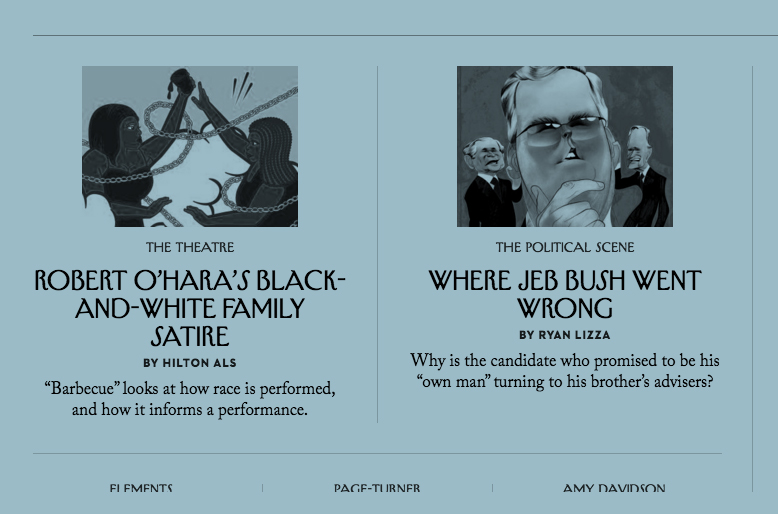 THE THEATRE
ROBERT O'HARA'S BLACK-
AND-WHITE FAMILY
SATIRE
BY HILTON ALS
“Barbecue” looks at how race is performed,
and how it informs a performance.
THE POLITICAL SCENE
WHERE JEB BUSH WENT
WRONG
BY RYAN LIZZA
Why is the candidate who promised to be his
“own man” turning to his brother’s advisers?
ELEMENTS
PAGE-TURNER
AMY DAVIDSON